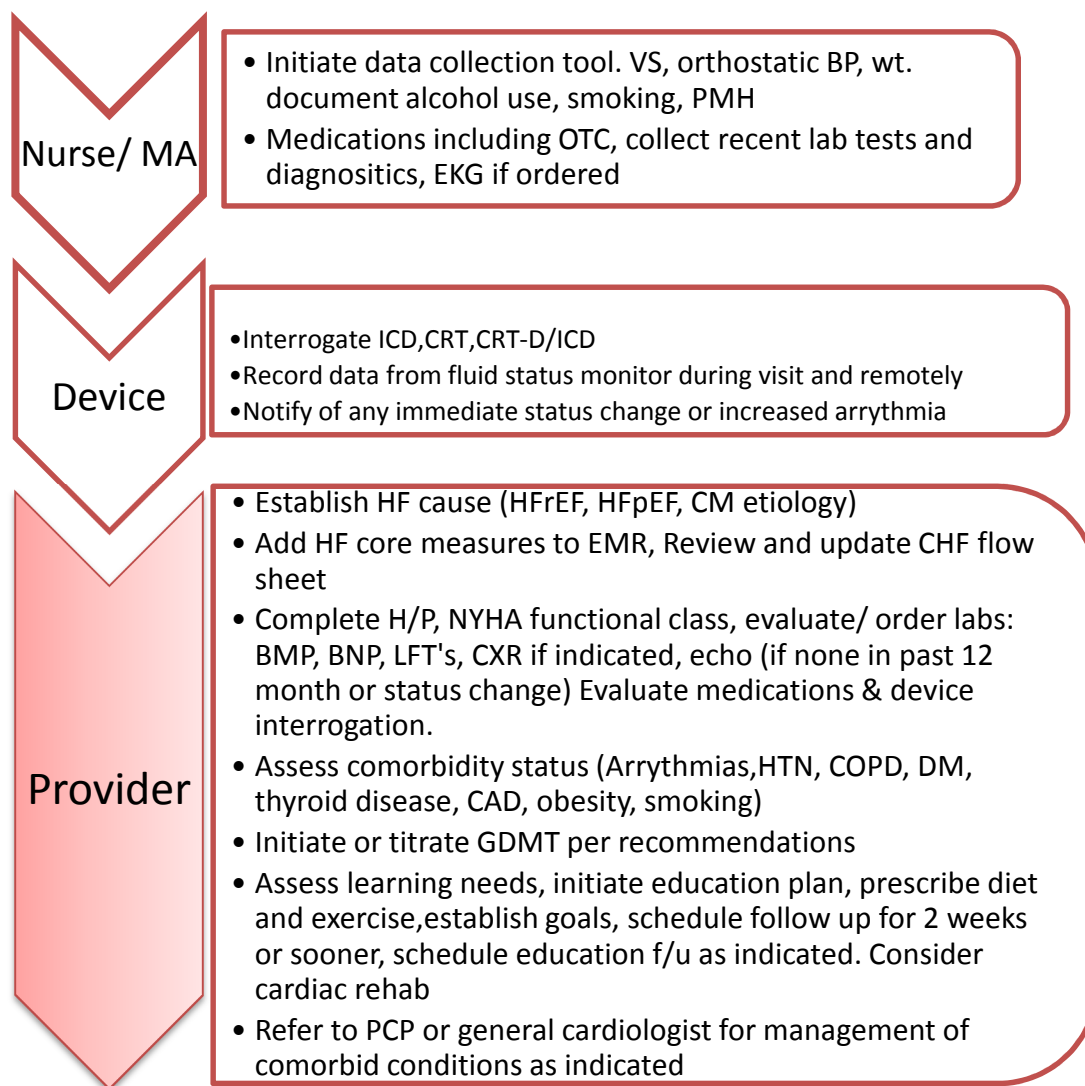 Nurse/ MA
• Initiate data collection tool. VS, orthostatic BP, wt.
document alcohol use, smoking, PMH
• Medications including OTC, collect recent lab tests and
diagnositics, EKG if ordered
Device
•Interrogate ICD,CRT,CRT-D/ICD
•Record data from fluid status monitor during visit and remotely
•Notify of any immediate status change or increased arrythmia
Provider
• Establish HF cause (HFrEF, HFpEF, CM etiology)
• Add HF core measures to EMR, Review and update CHF flow
sheet
• Complete H/P, NYHA functional class, evaluate/ order labs:
BMP, BNP, LFT's, CXR if indicated, echo (if none in past 12
month or status change) Evaluate medications & device
interrogation.
• Assess comorbidity status (Arrythmias,HTN, COPD, DM,
thyroid disease, CAD, obesity, smoking)
• Initiate or titrate GDMT per recommendations
• Assess learning needs, initiate education plan, prescribe diet
and exercise,establish goals, schedule follow up for 2 weeks
or sooner, schedule education f/u as indicated. Consider
cardiac rehab
• Refer to PCP or general cardiologist for management of
comorbid conditions as indicated